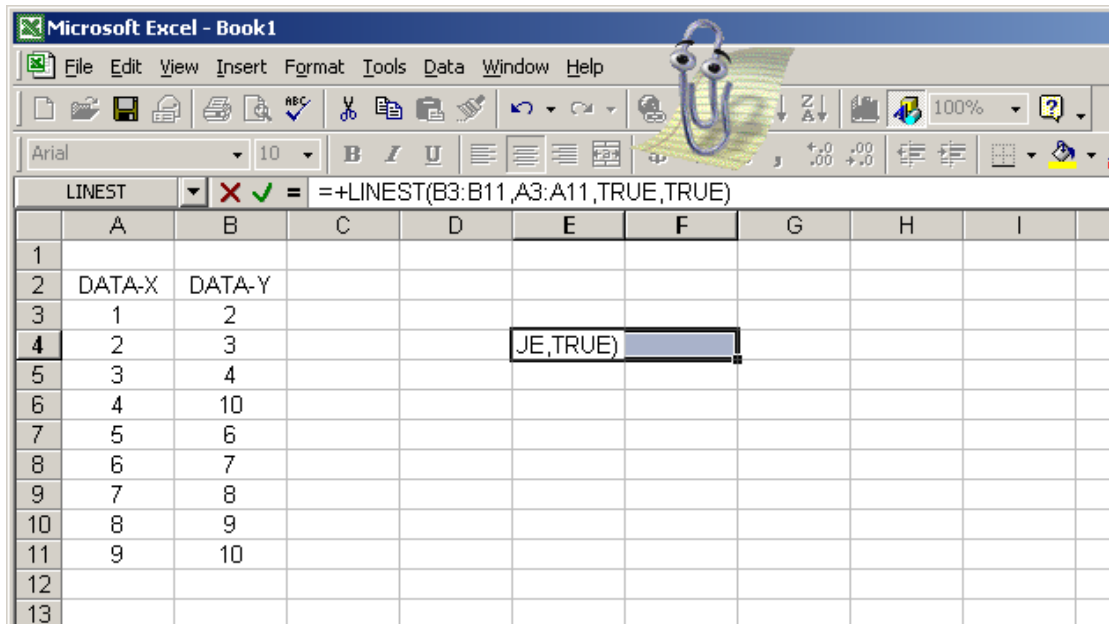 Microsoft Excel - Book1
File Edit View Insert Format Tools Data Window Help
ABC 100%
Arial 10 B I U
LINEST = =+LINEST(B3:B11,A3:A11,TRUE,TRUE)
A B C D E F G H I
1
2 DATA-X DATA-Y
3 1 2
4 2 3 JE,TRUE)
5 3 4
6 4 10
7 5 6
8 6 7
9 7 8
10 8 9
11 9 10
12
13